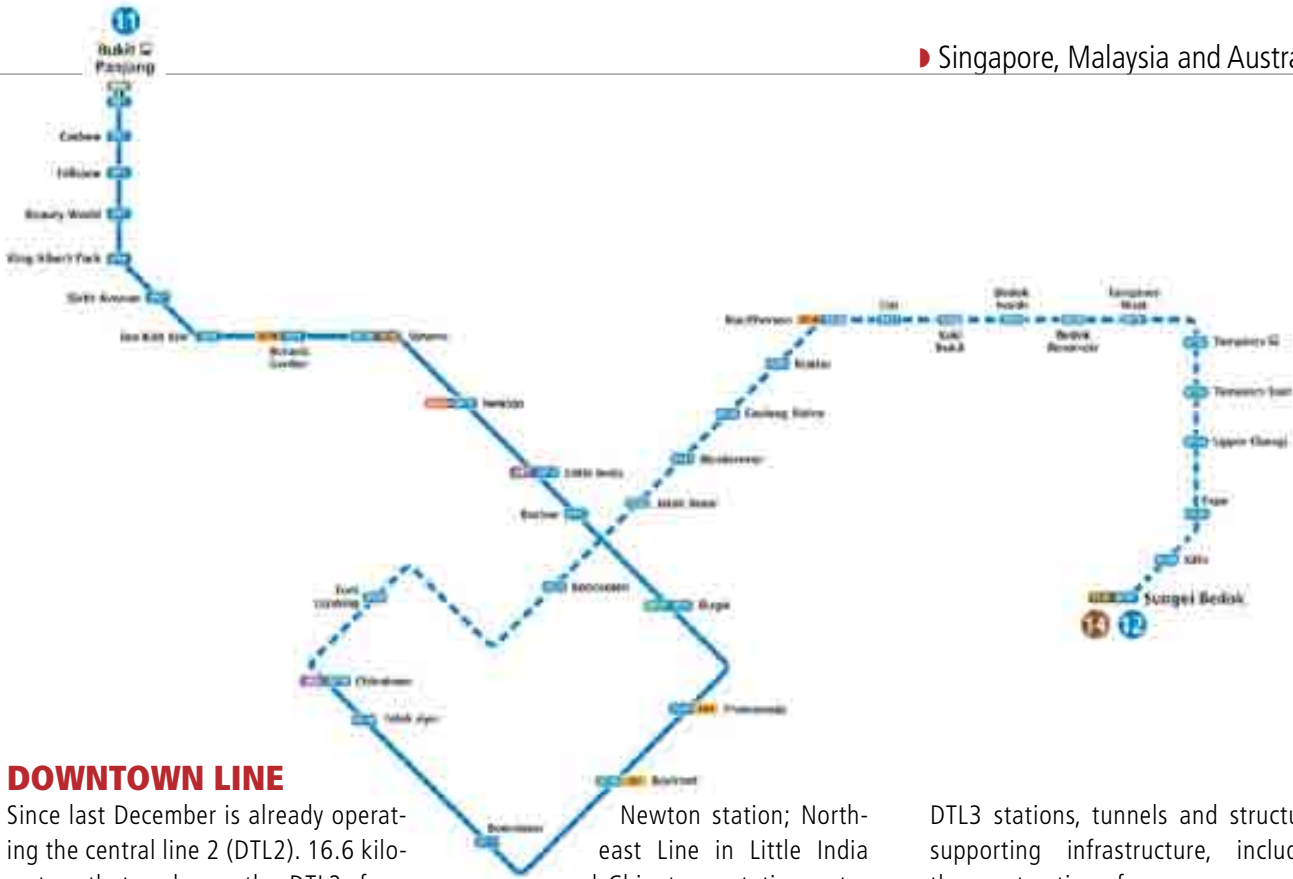 11
Bukit
Panjang
Singapore, Malaysia and Austra
Cashew
Hillview
Beauty World
King Albert Park
Sixth Avenue
Tan Kah Kee
Botanic
Garden
Stevens
Newton
Little India
Rochor
MacPherson
Ubi
Kaki
Bukit
Bedok
North
Bedok
Reservoir
Tampines
West
Tampines
Tampines East
Upper Changi
Expo
Xilin
Sungei Bedok
14 12
Mattar
Geylang Bahru
Jalan Besar
Bencoolen
Fort
Canning
Bugis
Chinatown
Telok Ayer
Promenade
Bayfront
Downtown
DOWNTOWN LINE
Since last December is already operat-
ing the central line 2 (DTL2). 16.6 kilo-
Newton station; North-
east Line in Little India
DTL3 stations, tunnels and structu
supporting infrastructure, includ